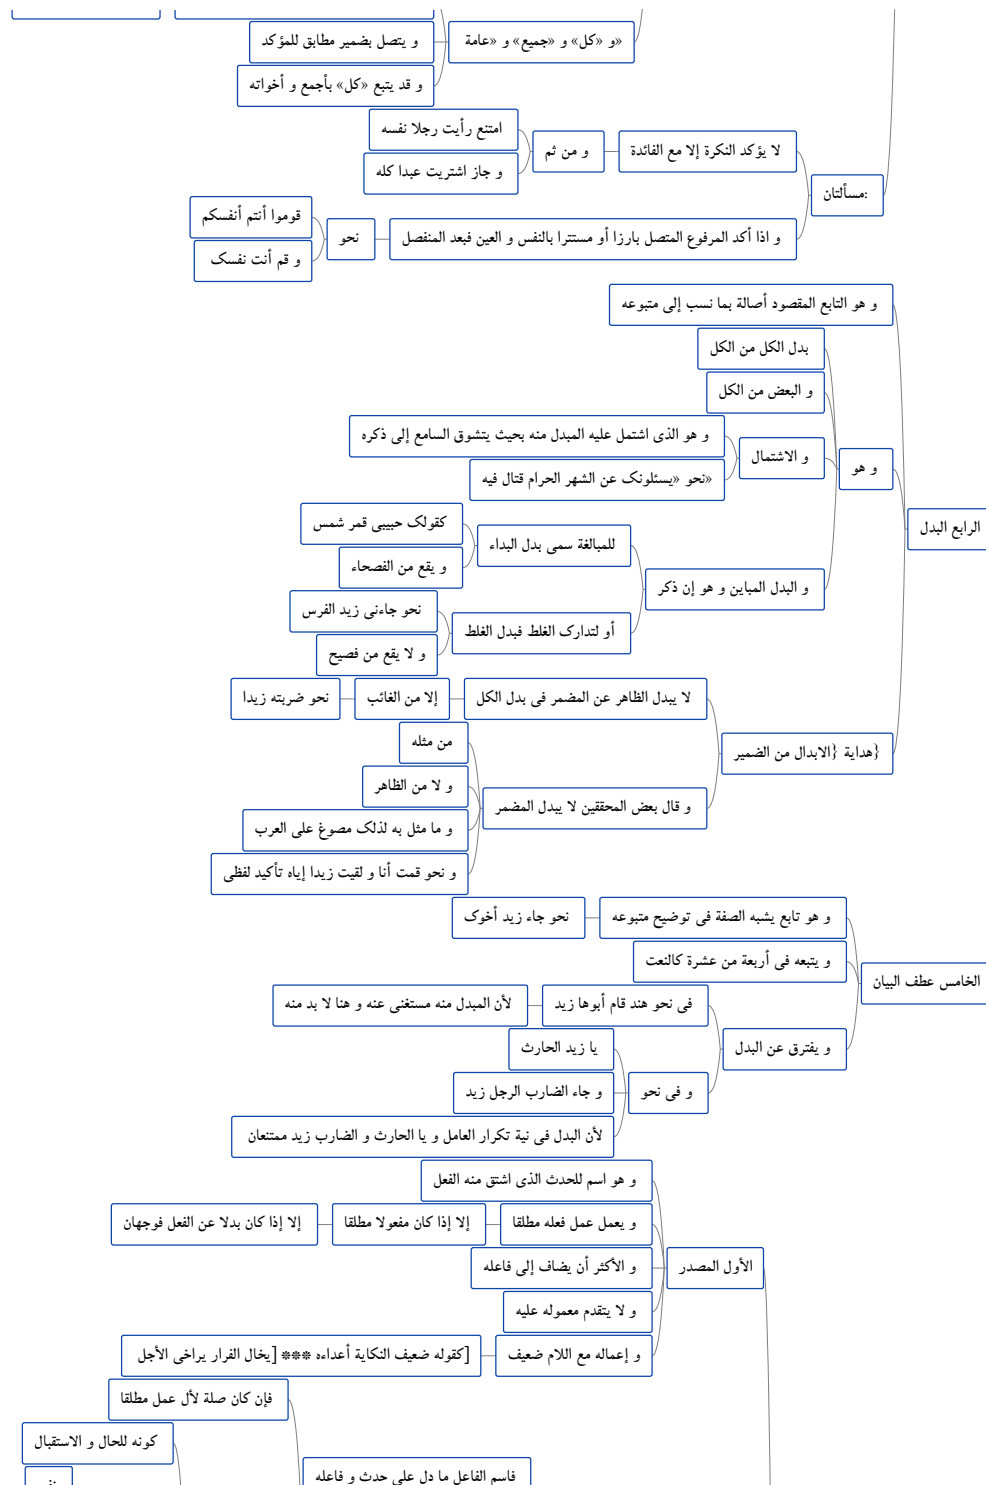 «و «كل» و «جميع» و «عامة
و يتصل بضمير مطابق للمؤكد
و قد يتبع «كل» بأجمع و أخواته
:مسألتان
لا يؤكد النكرة إلا مع الفائدة
و من ثم
امتنع رأيت رجلا نفسه
و جاز اشتريت عبدا كله
و اذا أكد المرفوع المتصل بارزا أو مستترا بالنفس و العين فبعد المنفصل
نحو
قوموا أنتم أنفسكم
و قم أنت نفسک
الرابع البدل
و هو التابع المقصود أصالة بما نسب إلى متبوعه
و هو
بدل الكل من الكل
و البعض من الكل
و الاشتمال
و هو الذى اشتمل عليه المبدل منه بحيث يتشوق السامع إلى ذكره
«نحو «يسئلونک عن الشهر الحرام قتال فيه
و البدل المباين و هو إن ذكر
للمبالغة سمى بدل البداء
كقولک حبيبى قمر شمس
و يقع من الفصحاء
أو لتدارک الغلط فبدل الغلط
نحو جاءنى زيد الفرس
و لا يقع من فصيح
{هداية {الابدال من الضمير
لا يبدل الظاهر عن المضمر فى بدل الكل
إلا من الغائب
نحو ضربته زيدا
و قال بعض المحققين لا يبدل المضمر
من مثله
و لا من الظاهر
و ما مثل به لذلک مصوغ على العرب
و نحو قمت أنا و لقيت زيدا إياه تأكيد لفظى
الخامس عطف البيان
و هو تابع يشبه الصفة فى توضيح متبوعه
نحو جاء زيد أخوک
و يتبعه فى أربعة من عشرة كالنعت
و يفترق عن البدل
فى نحو هند قام أبوها زيد
لأن المبدل منه مستغنى عنه و هنا لا بد منه
و فى نحو
يا زيد الحارث
و جاء الضارب الرجل زيد
لأن البدل فى نية تكرار العامل و يا الحارث و الضارب زيد ممتنعان
الأول المصدر
و هو اسم للحدث الذى اشتق منه الفعل
و يعمل عمل فعله مطلقا
إلا إذا كان مفعولا مطلقا
إلا إذا كان بدلا عن الفعل فوجهان
و الأكثر أن يضاف إلى فاعله
و لا يتقدم معموله عليه
و إعماله مع اللام ضعيف
[كقوله ضعيف النكاية أعداءه *** [يخال الفرار يراخى الأجل
فإن كان صلة لأل عمل مطلقا
كونه للحال و الاستقبال
فاسم الفاعل ما دل على حدث و فاعله